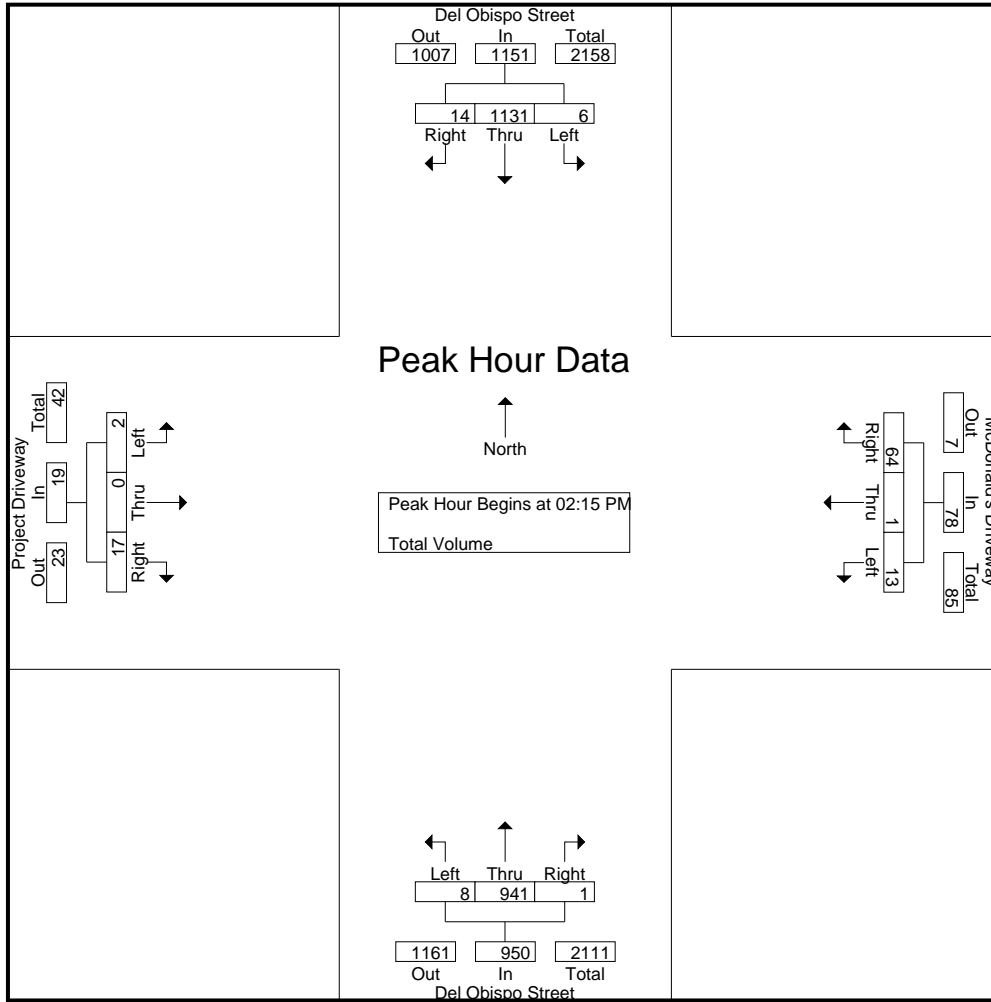 Del Obispo Street
Out In Total
1007 1151 2158
14 1131 6
Right Thru Left
Peak Hour Data
North
Peak Hour Begins at 02:15 PM
Total Volume
Project Driveway
Out In Total
23 19 42
2 0 17
Left Thru Right
McDonald's Driveway
Out In Total
7 78 85
64 1 13
Right Thru Left
Left Thru Right
8 941 1
1161 950 2111
Out In Total
Del Obispo Street